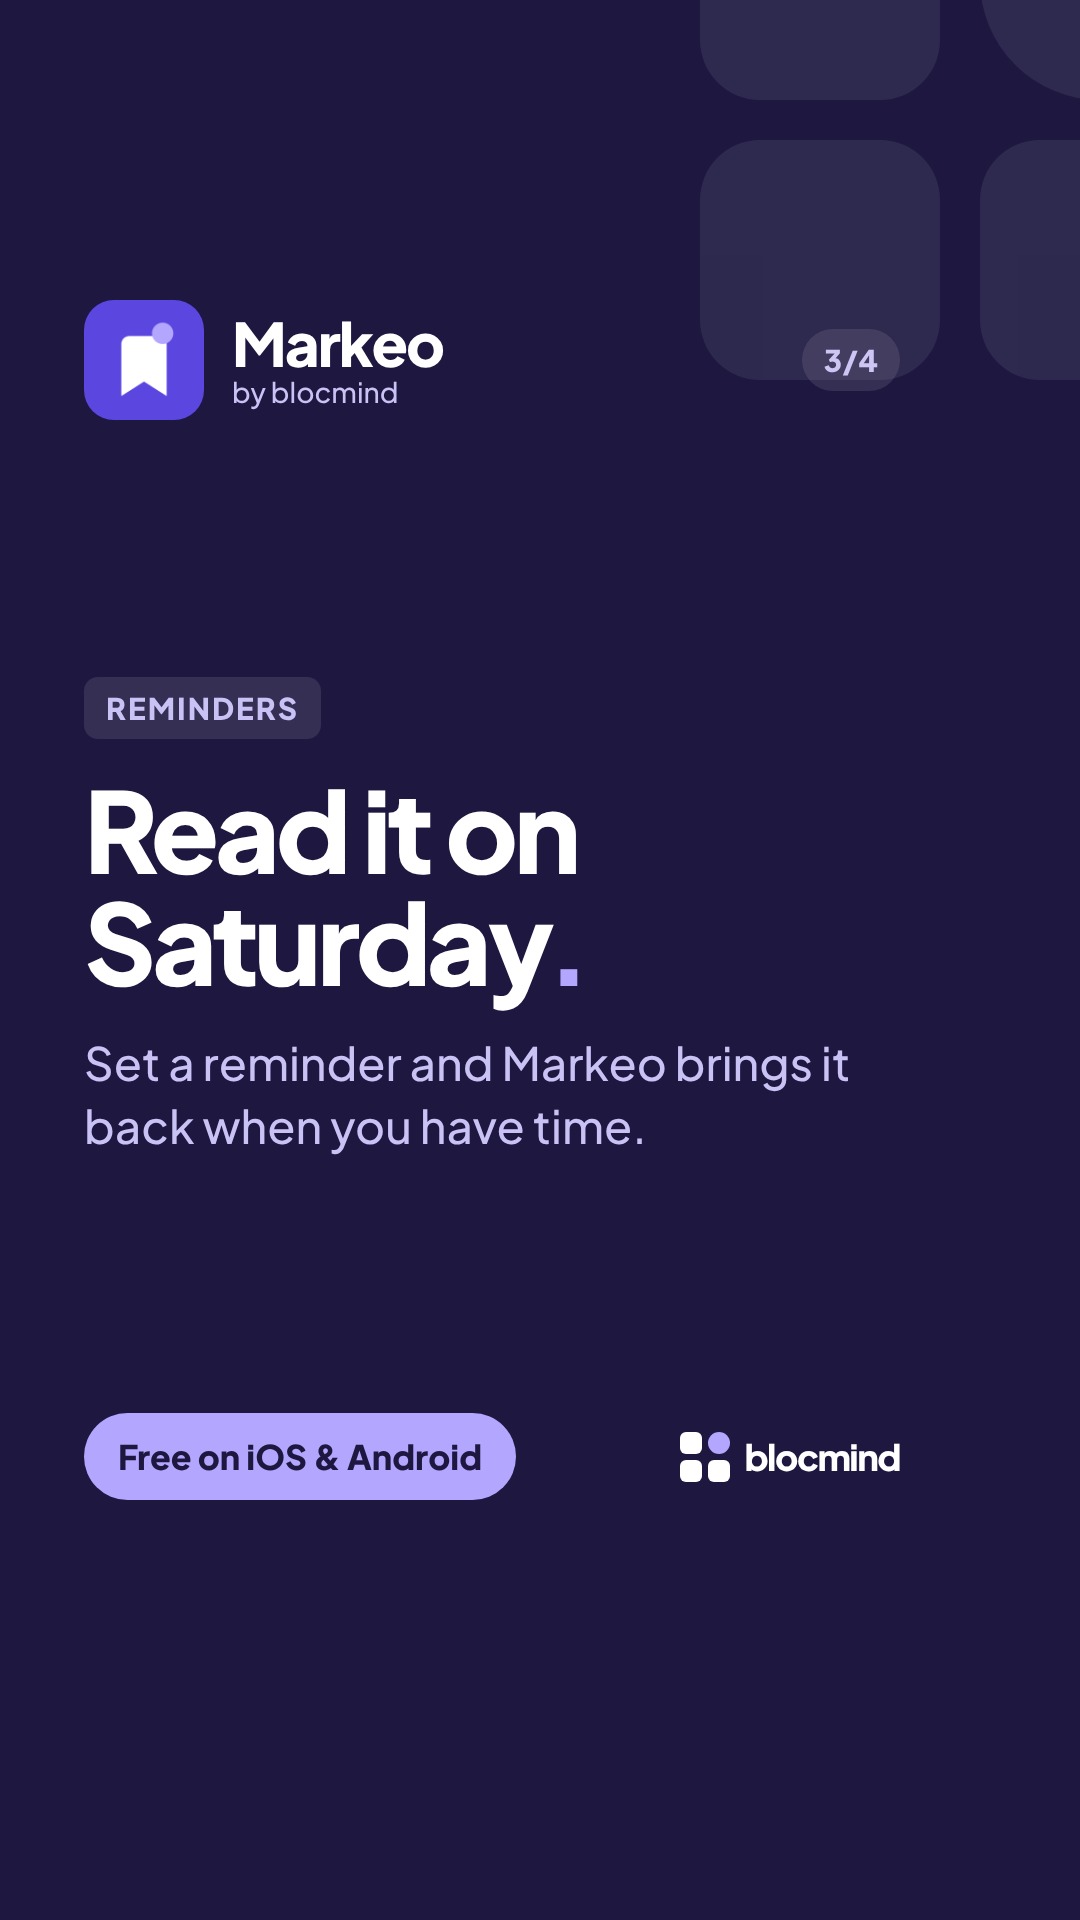 Markeo
by blocmind
3/4
REMINDERS
Read it on
Saturday.
Set a reminder and Markeo brings it
back when you have time.
Free on iOS & Android
blocmind